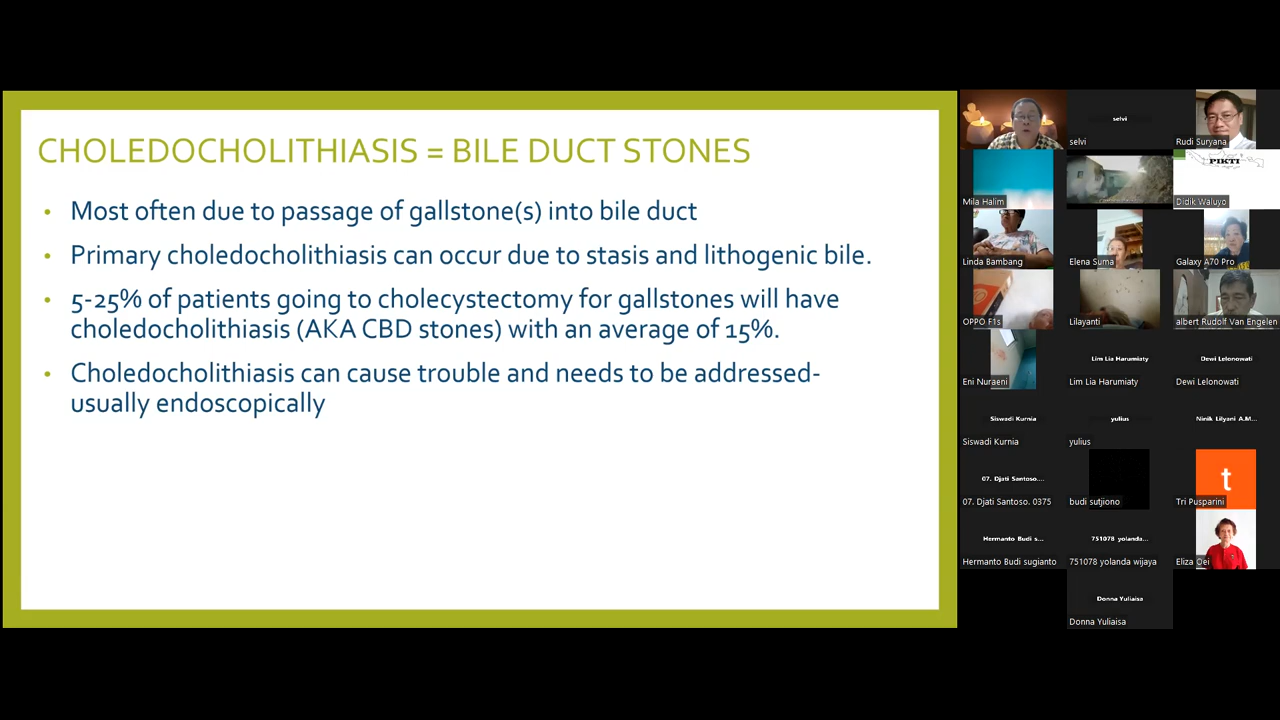 CHOLEDOCHOLITHIASIS = BILE DUCT STONES
• Most often due to passage of gallstone(s) into bile duct
• Primary choledocholithiasis can occur due to stasis and lithogenic bile.
• 5-25% of patients going to cholecystectomy for gallstones will have
choledocholithiasis (AKA CBD stones) with an average of 15%.
• Choledocholithiasis can cause trouble and needs to be addressed-
usually endoscopically
selvi
selvi
Rudi Suryana
Mila Halim
PIKTI
Didik Waluyo
Linda Bambang
Elena Suma
Galaxy A70 Pro
OPPO F1s
Lilayanti
albert Rudolf Van Engelen
Eni Nuraeni
Lim Lia Harumiaty
Lim Lia Harumiaty
Dewi Lelonowati
Dewi Lelonowati
Siswadi Kurnia
Siswadi Kurnia
yulius
yulius
Ninik Lilyani A.M...
07. Djati Santoso....
07. Djati Santoso. 0375
budi sutjiono
t
Tri Pusparini
Hermanto Budi s...
Hermanto Budi sugianto
751078 yolanda...
751078 yolanda wijaya
Eliza Oei
Donna Yuliaisa
Donna Yuliaisa